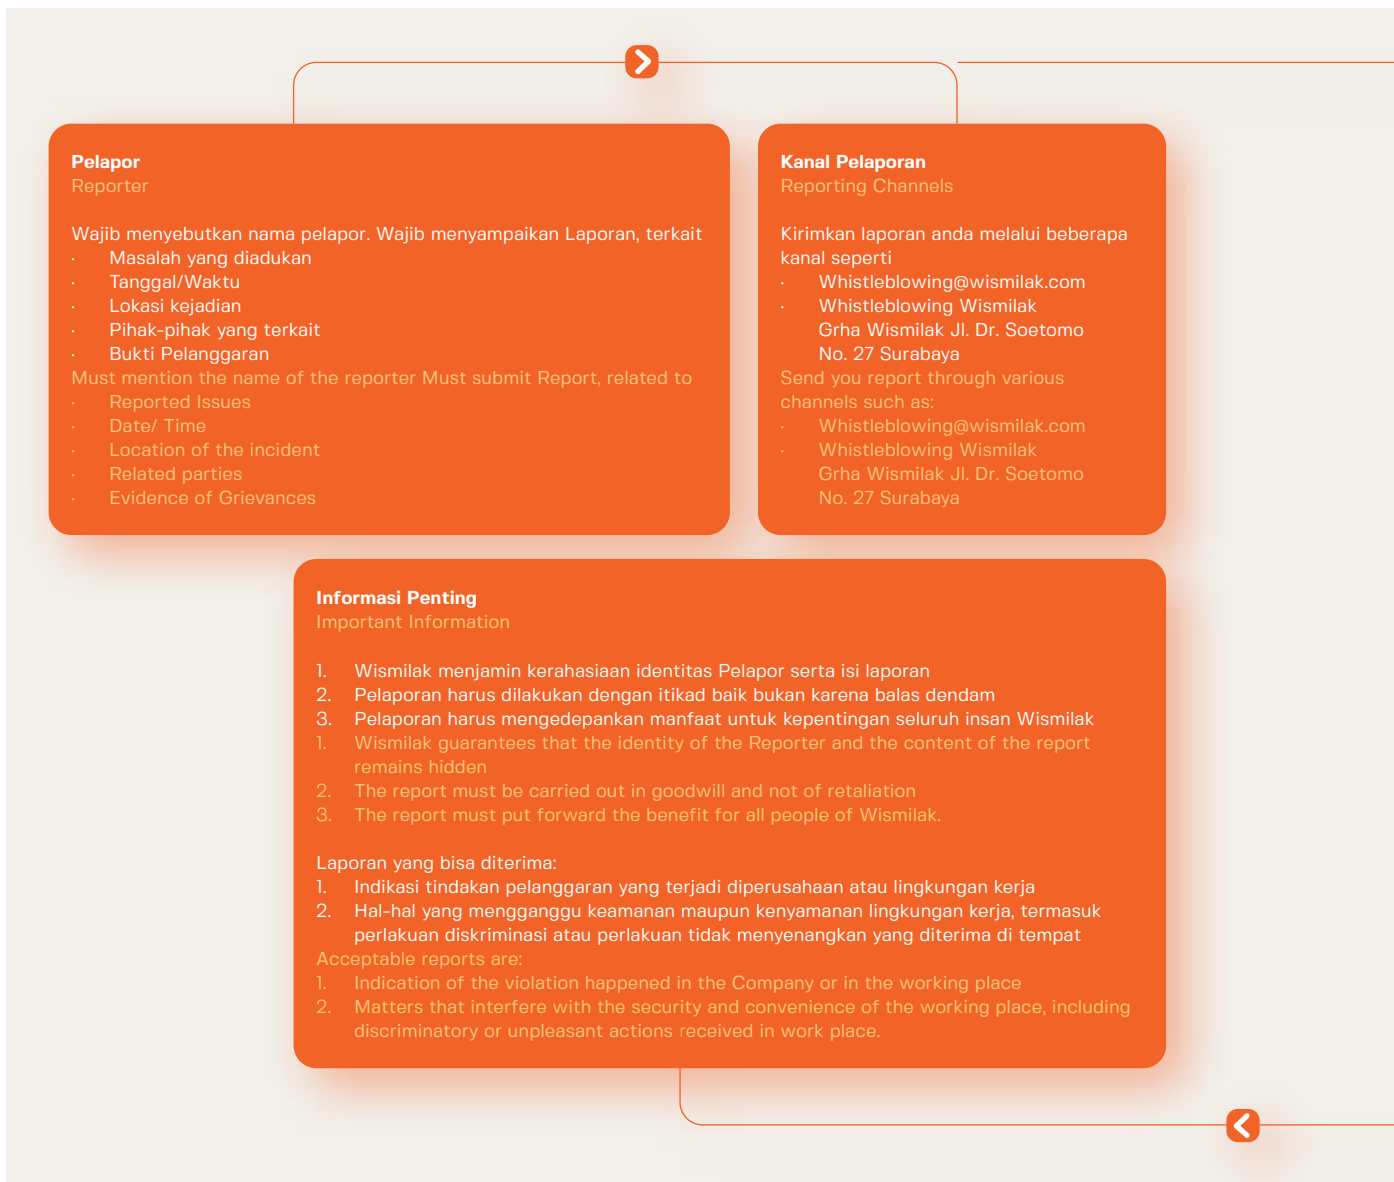 Pelapor
Reporter
Wajib menyebutkan nama pelapor. Wajib menyampaikan Laporan, terkait
· Masalah yang diadukan
· Tanggal/Waktu
· Lokasi kejadian
· Pihak-pihak yang terkait
· Bukti Pelanggaran
Must mention the name of the reporter Must submit Report, related to
· Reported Issues
· Date/ Time
· Location of the incident
· Related parties
· Evidence of Grievances
Kanal Pelaporan
Reporting Channels
Kirimkan laporan anda melalui beberapa
kanal seperti
· Whistleblowing@wismilak.com
· Whistleblowing Wismilak
Grha Wismilak Jl. Dr. Soetomo
No. 27 Surabaya
Send you report through various
channels such as:
· Whistleblowing@wismilak.com
· Whistleblowing Wismilak
Grha Wismilak Jl. Dr. Soetomo
No. 27 Surabaya
Informasi Penting
Important Information
1. Wismilak menjamin kerahasiaan identitas Pelapor serta isi laporan
2. Pelaporan harus dilakukan dengan itikad baik bukan karena balas dendam
3. Pelaporan harus mengedepankan manfaat untuk kepentingan seluruh insan Wismilak
1. Wismilak guarantees that the identity of the Reporter and the content of the report
remains hidden
2. The report must be carried out in goodwill and not of retaliation
3. The report must put forward the benefit for all people of Wismilak.
Laporan yang bisa diterima:
1. Indikasi tindakan pelanggaran yang terjadi diperusahaan atau lingkungan kerja
2. Hal-hal yang mengganggu keamanan maupun kenyamanan lingkungan kerja, termasuk
perlakuan diskriminasi atau perlakuan tidak menyenangkan yang diterima di tempat
Acceptable reports are:
1. Indication of the violation happened in the Company or in the working place
2. Matters that interfere with the security and convenience of the working place, including
discriminatory or unpleasant actions received in work place.